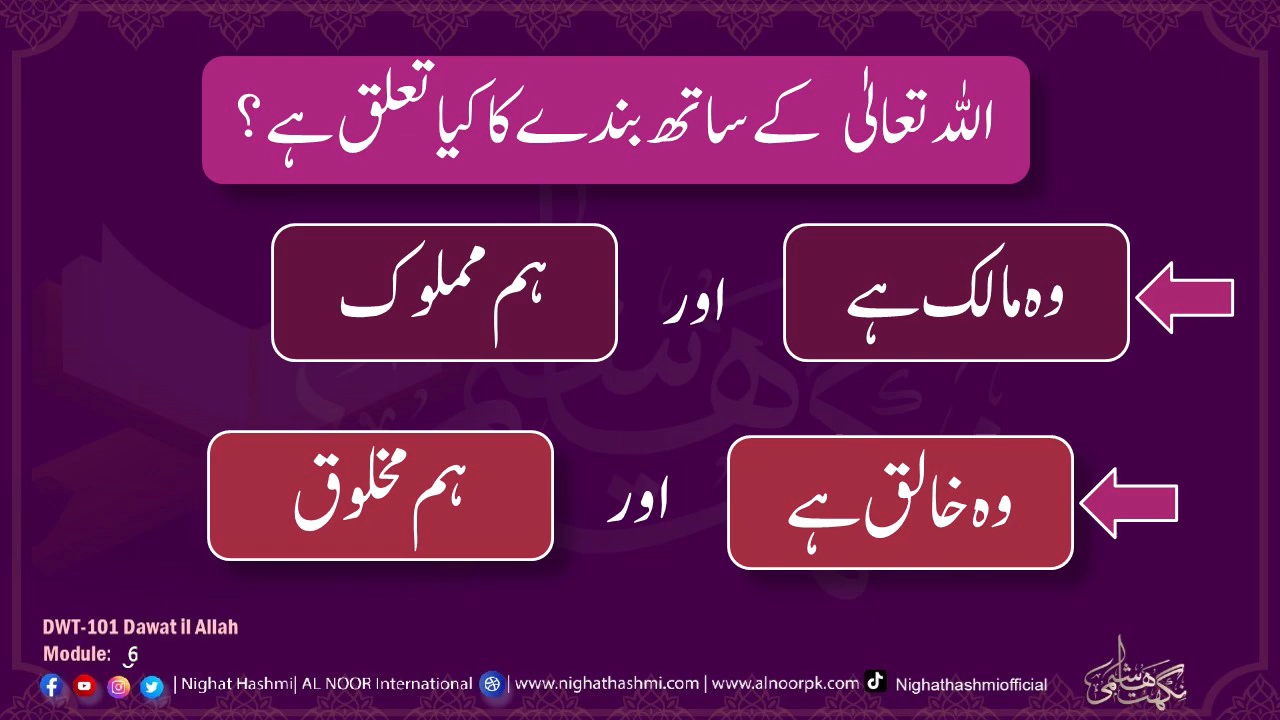 اللہ تعالیٰ کے ساتھ بندے کا کیا تعلق ہے؟
وہ مالک ہے اور ہم مملوک
وہ خالق ہے اور ہم مخلوق
DWT-101 Dawat il Allah
Module: 6
| Nighat Hashmi| AL NOOR International | www.nighathashmi.com | www.alnoorpk.com Nighathashmiofficial
نگہت ہاشمی